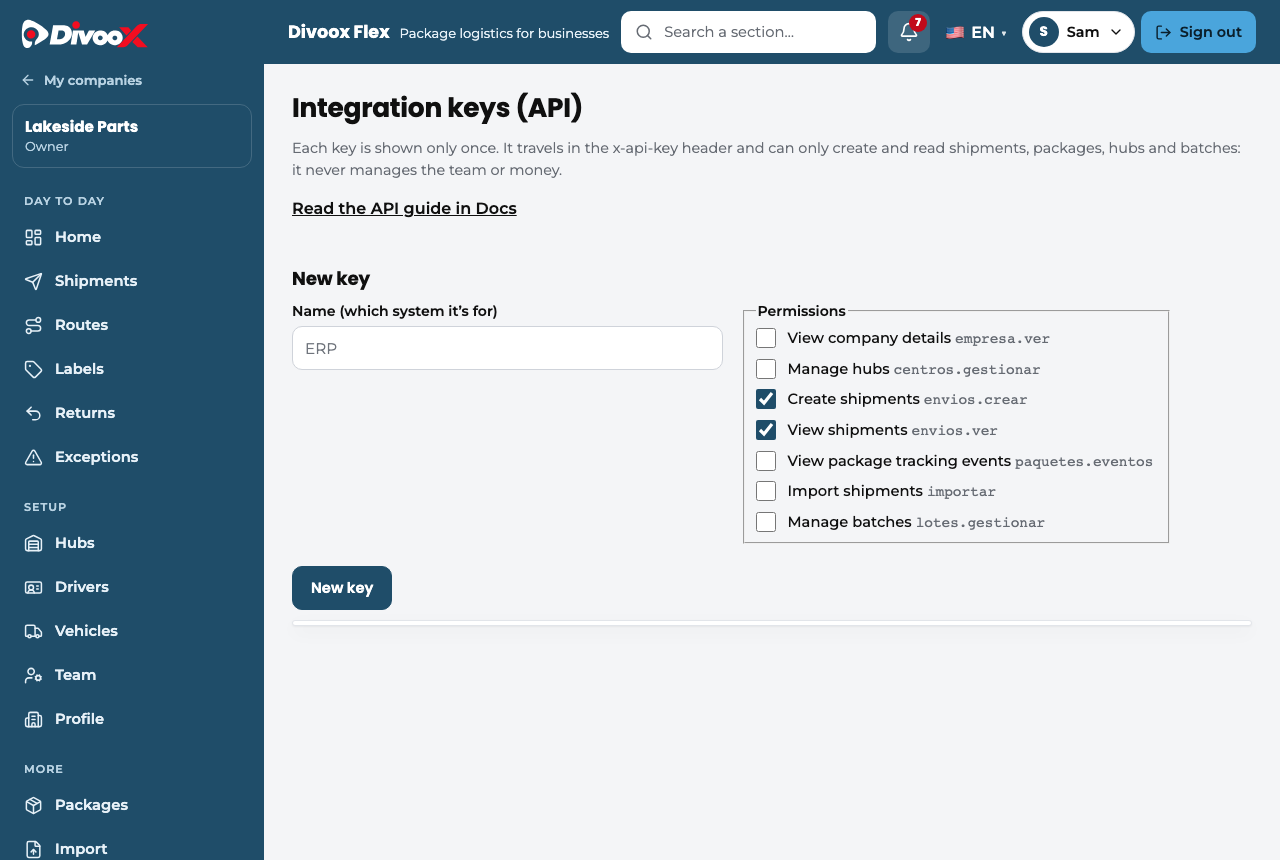 DivooX
Divoox Flex Package logistics for businesses
Search a section...
7
EN
S
Sam
Sign out
My companies
Lakeside Parts
Owner
DAY TO DAY
Home
Shipments
Routes
Labels
Returns
Exceptions
SETUP
Hubs
Drivers
Vehicles
Team
Profile
MORE
Packages
Import
Integration keys (API)
Each key is shown only once. It travels in the x-api-key header and can only create and read shipments, packages, hubs and batches:
it never manages the team or money.
Read the API guide in Docs
New key
Name (which system it’s for)
ERP
Permissions
View company details empresa.ver
Manage hubs centros.gestionar
Create shipments envios.crear
View shipments envios.ver
View package tracking events paquetes.eventos
Import shipments importar
Manage batches lotes.gestionar
New key